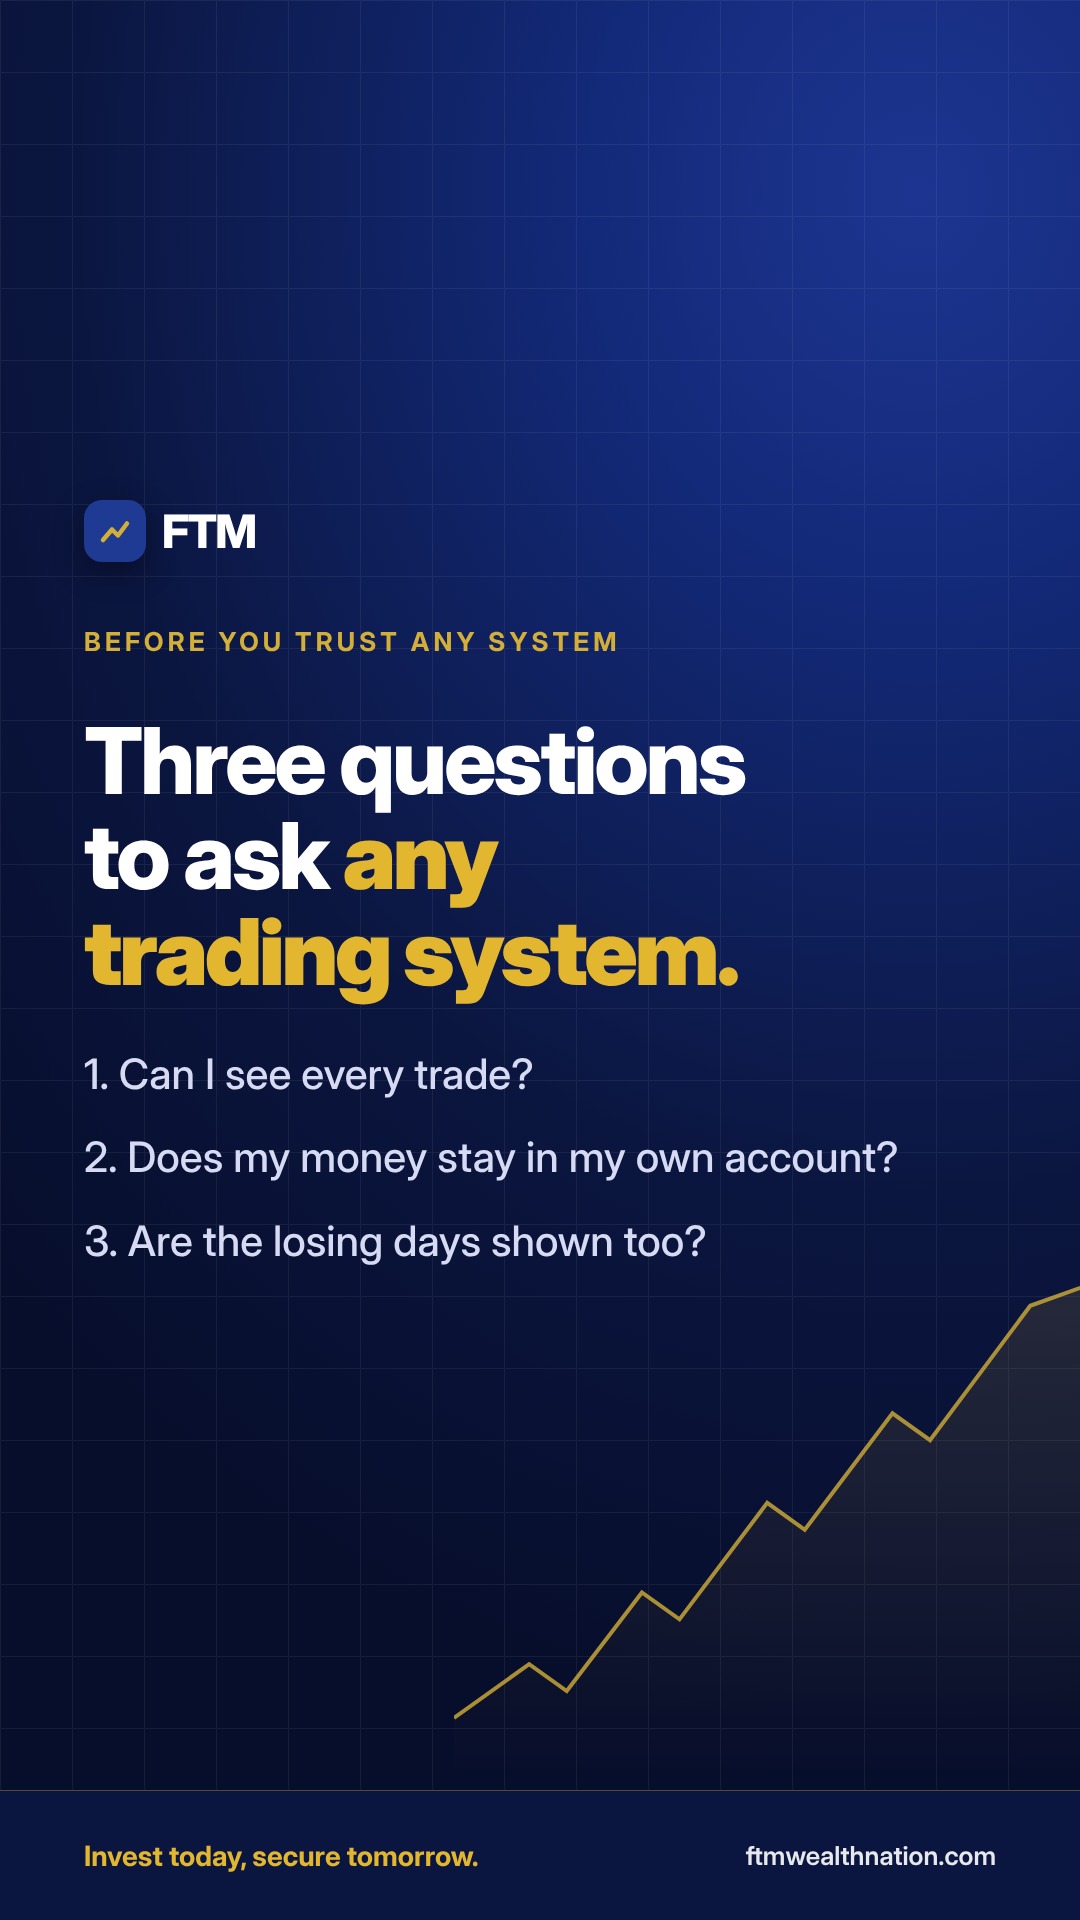 FTM
BEFORE YOU TRUST ANY SYSTEM
Three questions
to ask any
trading system.
1. Can I see every trade?
2. Does my money stay in my own account?
3. Are the losing days shown too?
Invest today, secure tomorrow.
ftmwealthnation.com